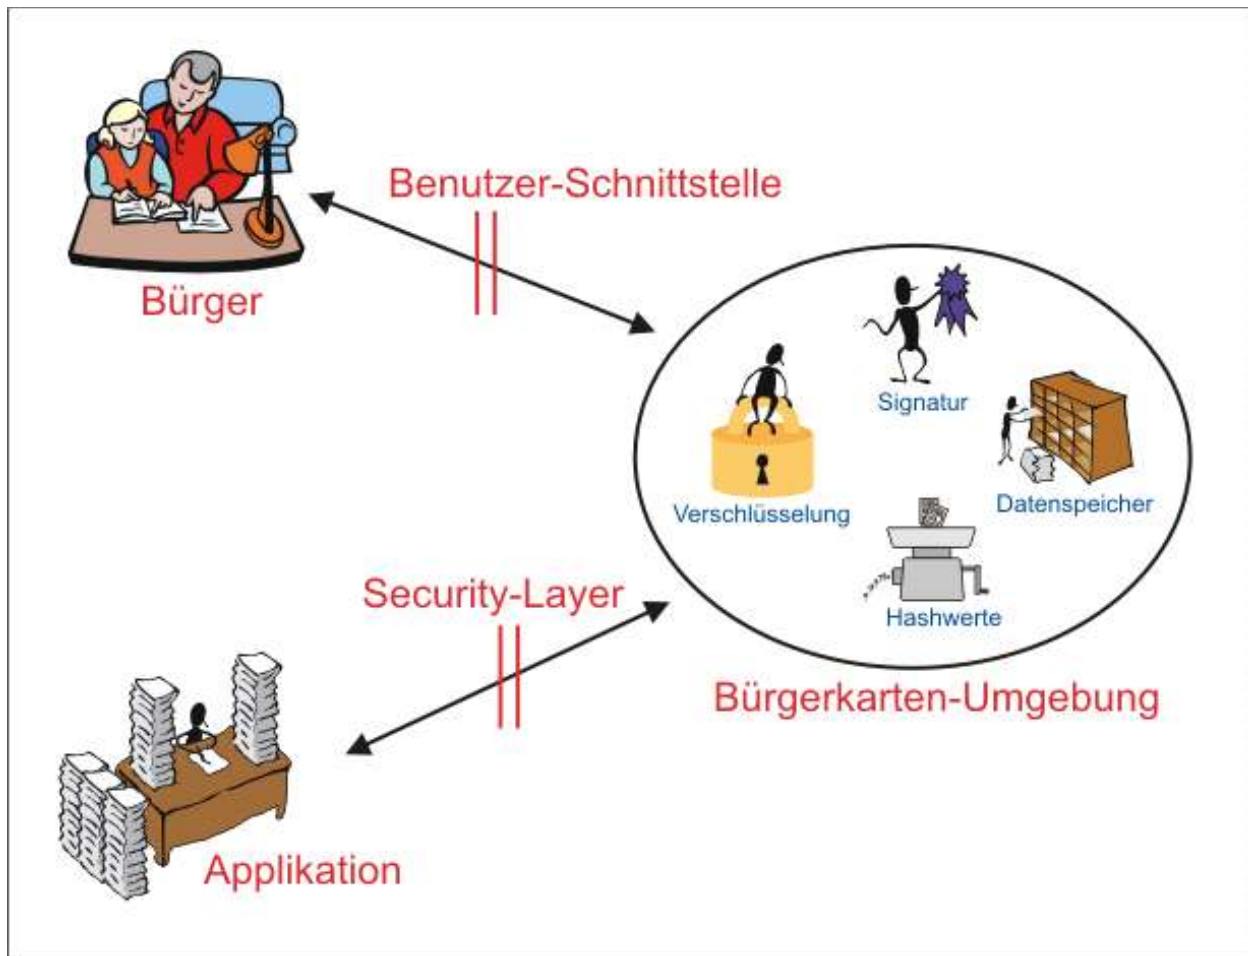 Benutzer-Schnittstelle
Bürger
Signatur
Datenspeicher
Verschlüsselung
Security-Layer
Hashwerte
Bürgerkarten-Umgebung
Applikation